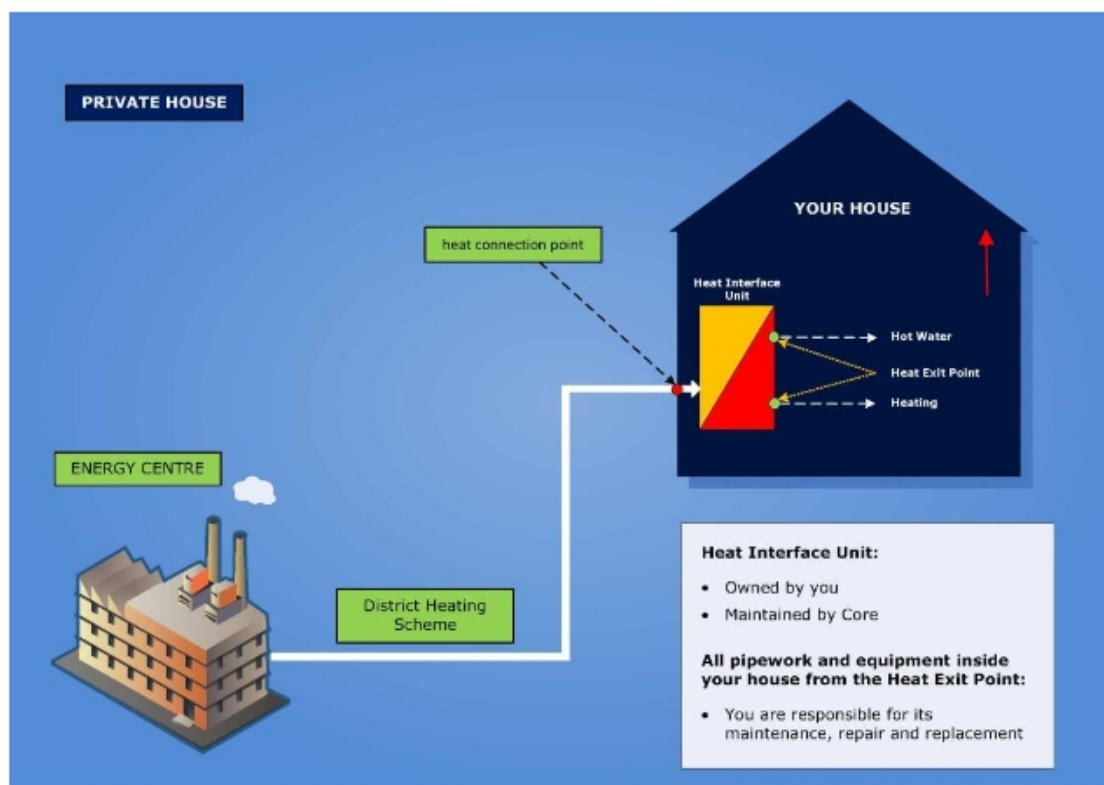 PRIVATE HOUSE
YOUR HOUSE
heat connection point
Heat Interface
Unit
Hot Water
Heat Exit Point
Heating
ENERGY CENTRE
District Heating
Scheme
Heat Interface Unit:
• Owned by you
• Maintained by Core
All pipework and equipment inside
your house from the Heat Exit Point:
• You are responsible for its
maintenance, repair and replacement